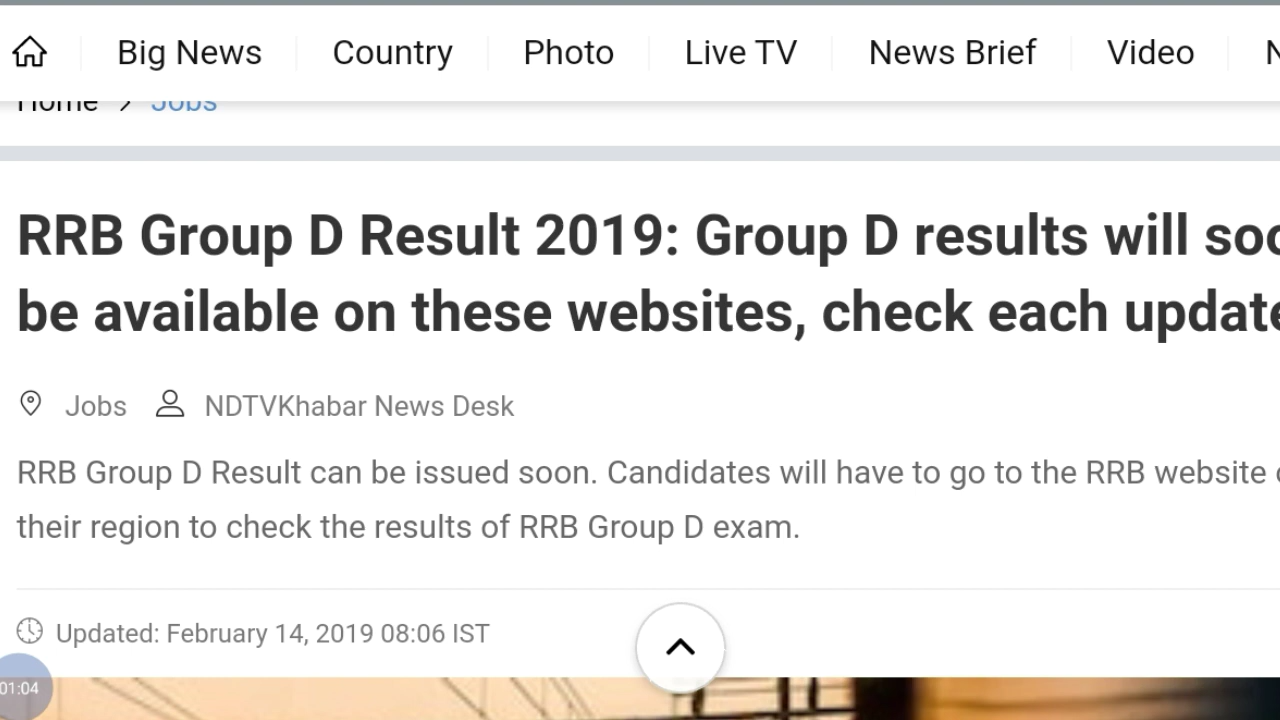 Big News Country Photo Live TV News Brief Video
Home > Jobs
RRB Group D Result 2019: Group D results will
be available on these websites, check each
Jobs NDTVKhabar News Desk
RRB Group D Result can be issued soon. Candidates will have to go to the RRB website
their region to check the results of RRB Group D exam.
Updated: February 14, 2019 08:06 IST
01:04